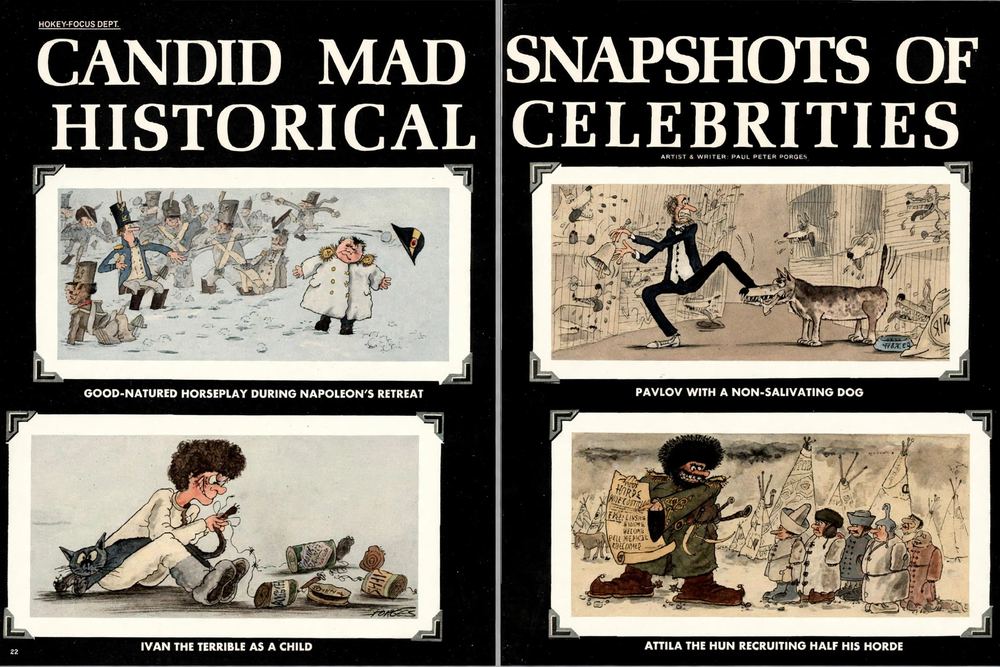 HOKEY-FOCUS DEPT.
CANDID MAD SNAPSHOTS OF
HISTORICAL CELEBRITIES
ARTIST & WRITER: PAUL PETER PORGES
GOOD-NATURED HORSEPLAY DURING NAPOLEON'S RETREAT
PAVLOV WITH A NON-SALIVATING DOG
PORGES
HORDE
IVAN THE TERRIBLE AS A CHILD
ATTILA THE HUN RECRUITING HALF HIS HORDE
22